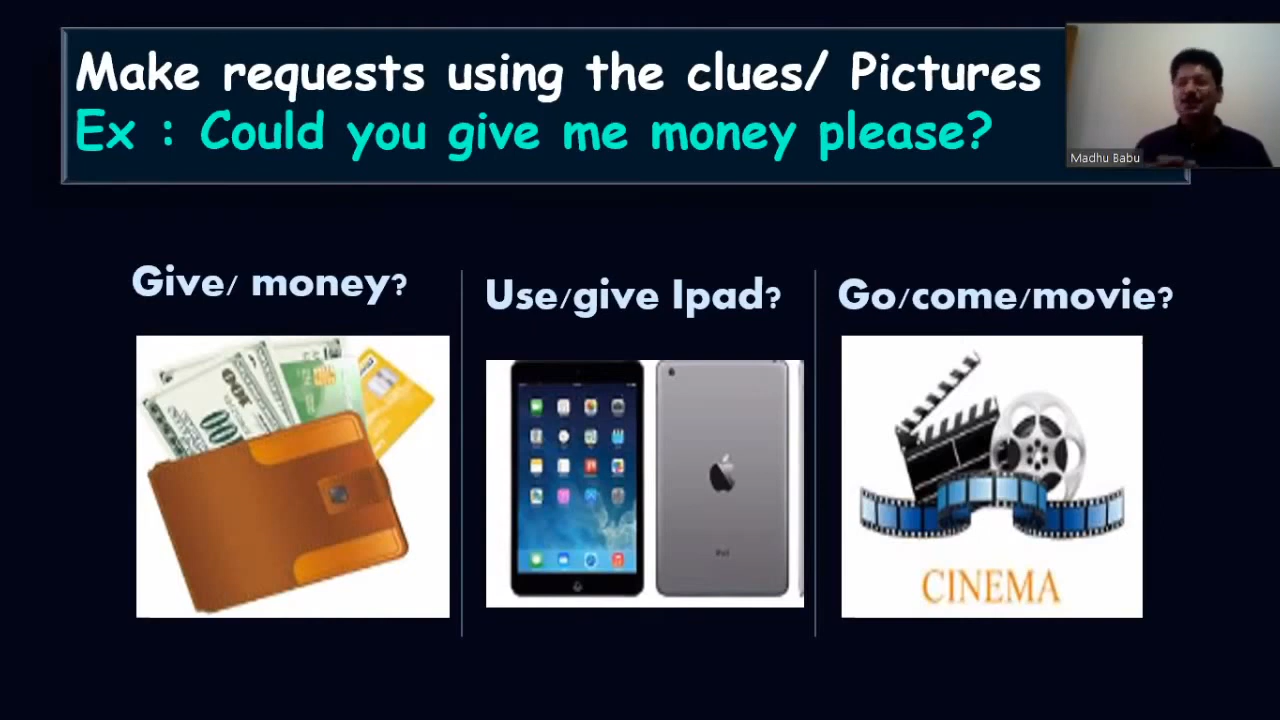 Make requests using the clues/ Pictures
Ex : Could you give me money please?
Madhu Babu
Give/ money?
Use/give Ipad?
Go/come/movie?
CINEMA